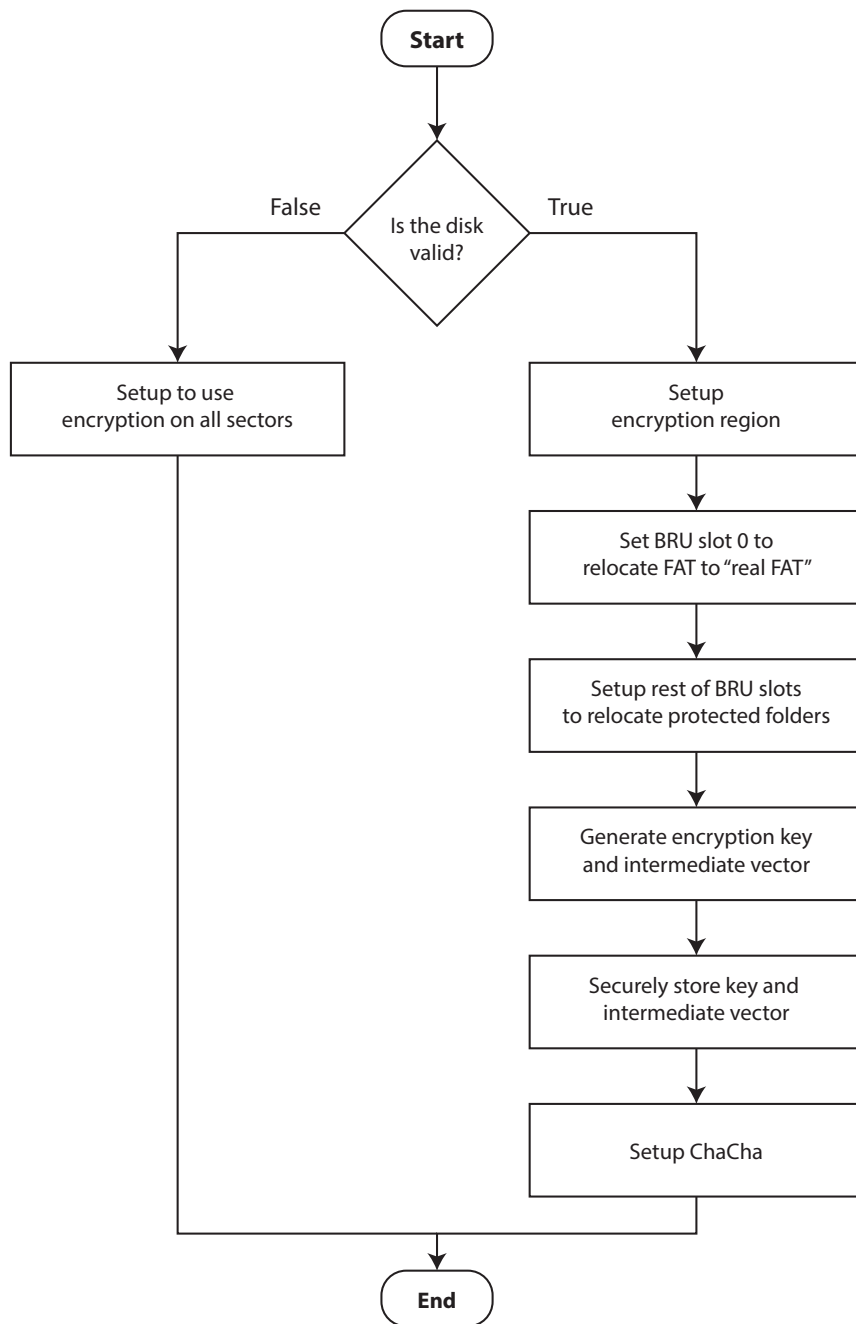 Start
Is the disk
valid?
False
True
Setup to use
encryption on all sectors
Setup
encryption region
Set BRU slot 0 to
relocate FAT to “real FAT”
Setup rest of BRU slots
to relocate protected folders
Generate encryption key
and intermediate vector
Securely store key and
intermediate vector
Setup ChaCha
End